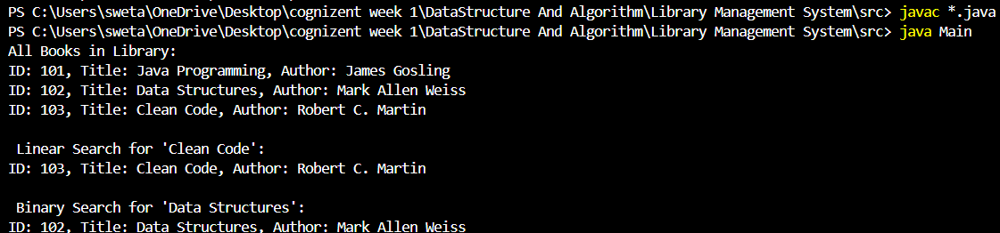 PS C:\Users\sweta\OneDrive\Desktop\cognizent week 1\DataStructure And Algorithm\Library Management System\src> javac *.java
PS C:\Users\sweta\OneDrive\Desktop\cognizent week 1\DataStructure And Algorithm\Library Management System\src> java Main
All Books in Library:
ID: 101, Title: Java Programming, Author: James Gosling
ID: 102, Title: Data Structures, Author: Mark Allen Weiss
ID: 103, Title: Clean Code, Author: Robert C. Martin

 Linear Search for 'Clean Code':
ID: 103, Title: Clean Code, Author: Robert C. Martin

 Binary Search for 'Data Structures':
ID: 102, Title: Data Structures, Author: Mark Allen Weiss